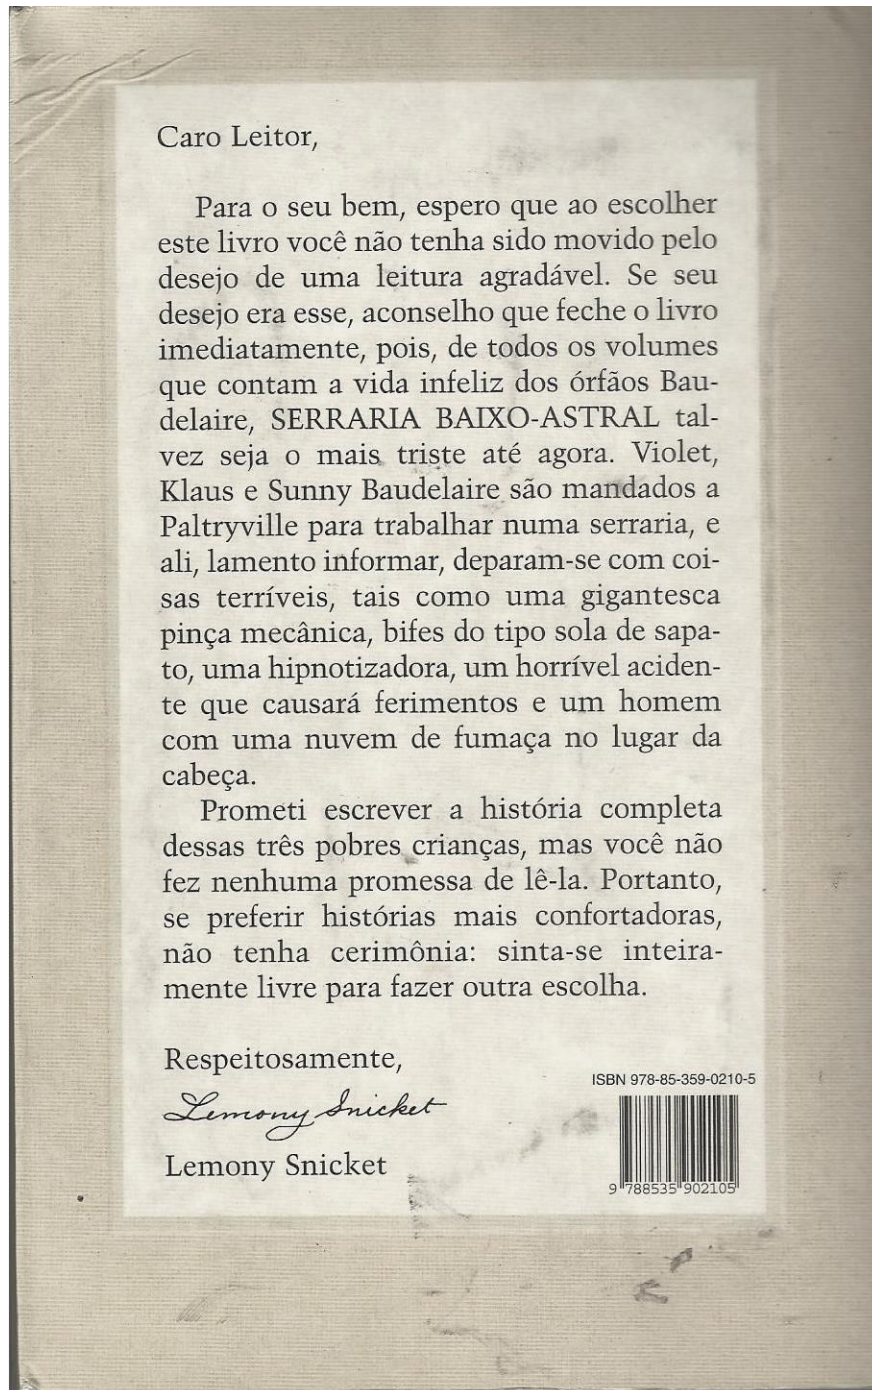 Caro Leitor,
Para o seu bem, espero que ao escolher
este livro você não tenha sido movido pelo
desejo de uma leitura agradável. Se seu
desejo era esse, aconselho que feche o livro
imediatamente, pois, de todos os volumes
que contam a vida infeliz dos órfãos Bau-
delaire, SERRARIA BAIXO-ASTRAL tal-
vez seja o mais triste até agora. Violet,
Klaus e Sunny Baudelaire são mandados a
Paltryville para trabalhar numa serraria, e
ali, lamento informar, deparam-se com coi-
sas terríveis, tais como uma gigantesca
pinça mecânica, bifes do tipo sola de sapa-
to, uma hipnotizadora, um horrível aciden-
te que causará ferimentos e um homem
com uma nuvem de fumaça no lugar da
cabeça.
Prometi escrever a história completa
dessas três pobres crianças, mas você não
fez nenhuma promessa de lê-la. Portanto,
se preferir histórias mais confortadoras,
não tenha cerimônia: sinta-se inteira-
mente livre para fazer outra escolha.
Respeitosamente,
Lemony Snicket
Lemony Snicket
ISBN 978-85-359-0210-5
9 788535 902105